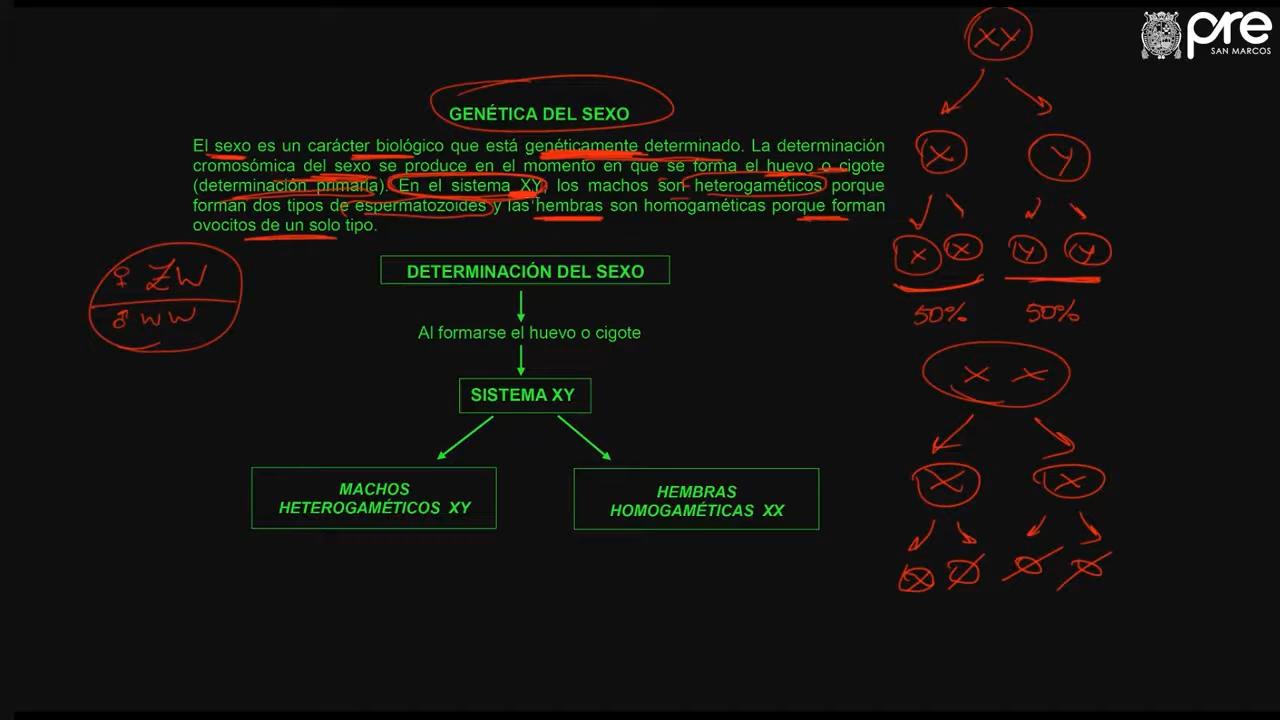 XY
pre
SAN MARCOS
GENÉTICA DEL SEXO
El sexo es un carácter biológico que está genéticamente determinado. La determinación
cromosómica del sexo se produce en el momento en que se forma el huevo o cigote
(determinación primaria). En el sistema XY, los machos son heterogaméticos porque
forman dos tipos de espermatozoides y las hembras son homogaméticas porque forman
ovocitos de un solo tipo.
X Y
X X Y Y
50% 50%
♀ ZW
♂ WW
DETERMINACIÓN DEL SEXO
Al formarse el huevo o cigote
SISTEMA XY
MACHOS
HETEROGAMÉTICOS XY
HEMBRAS
HOMOGAMÉTICAS XX
X X
X X
X